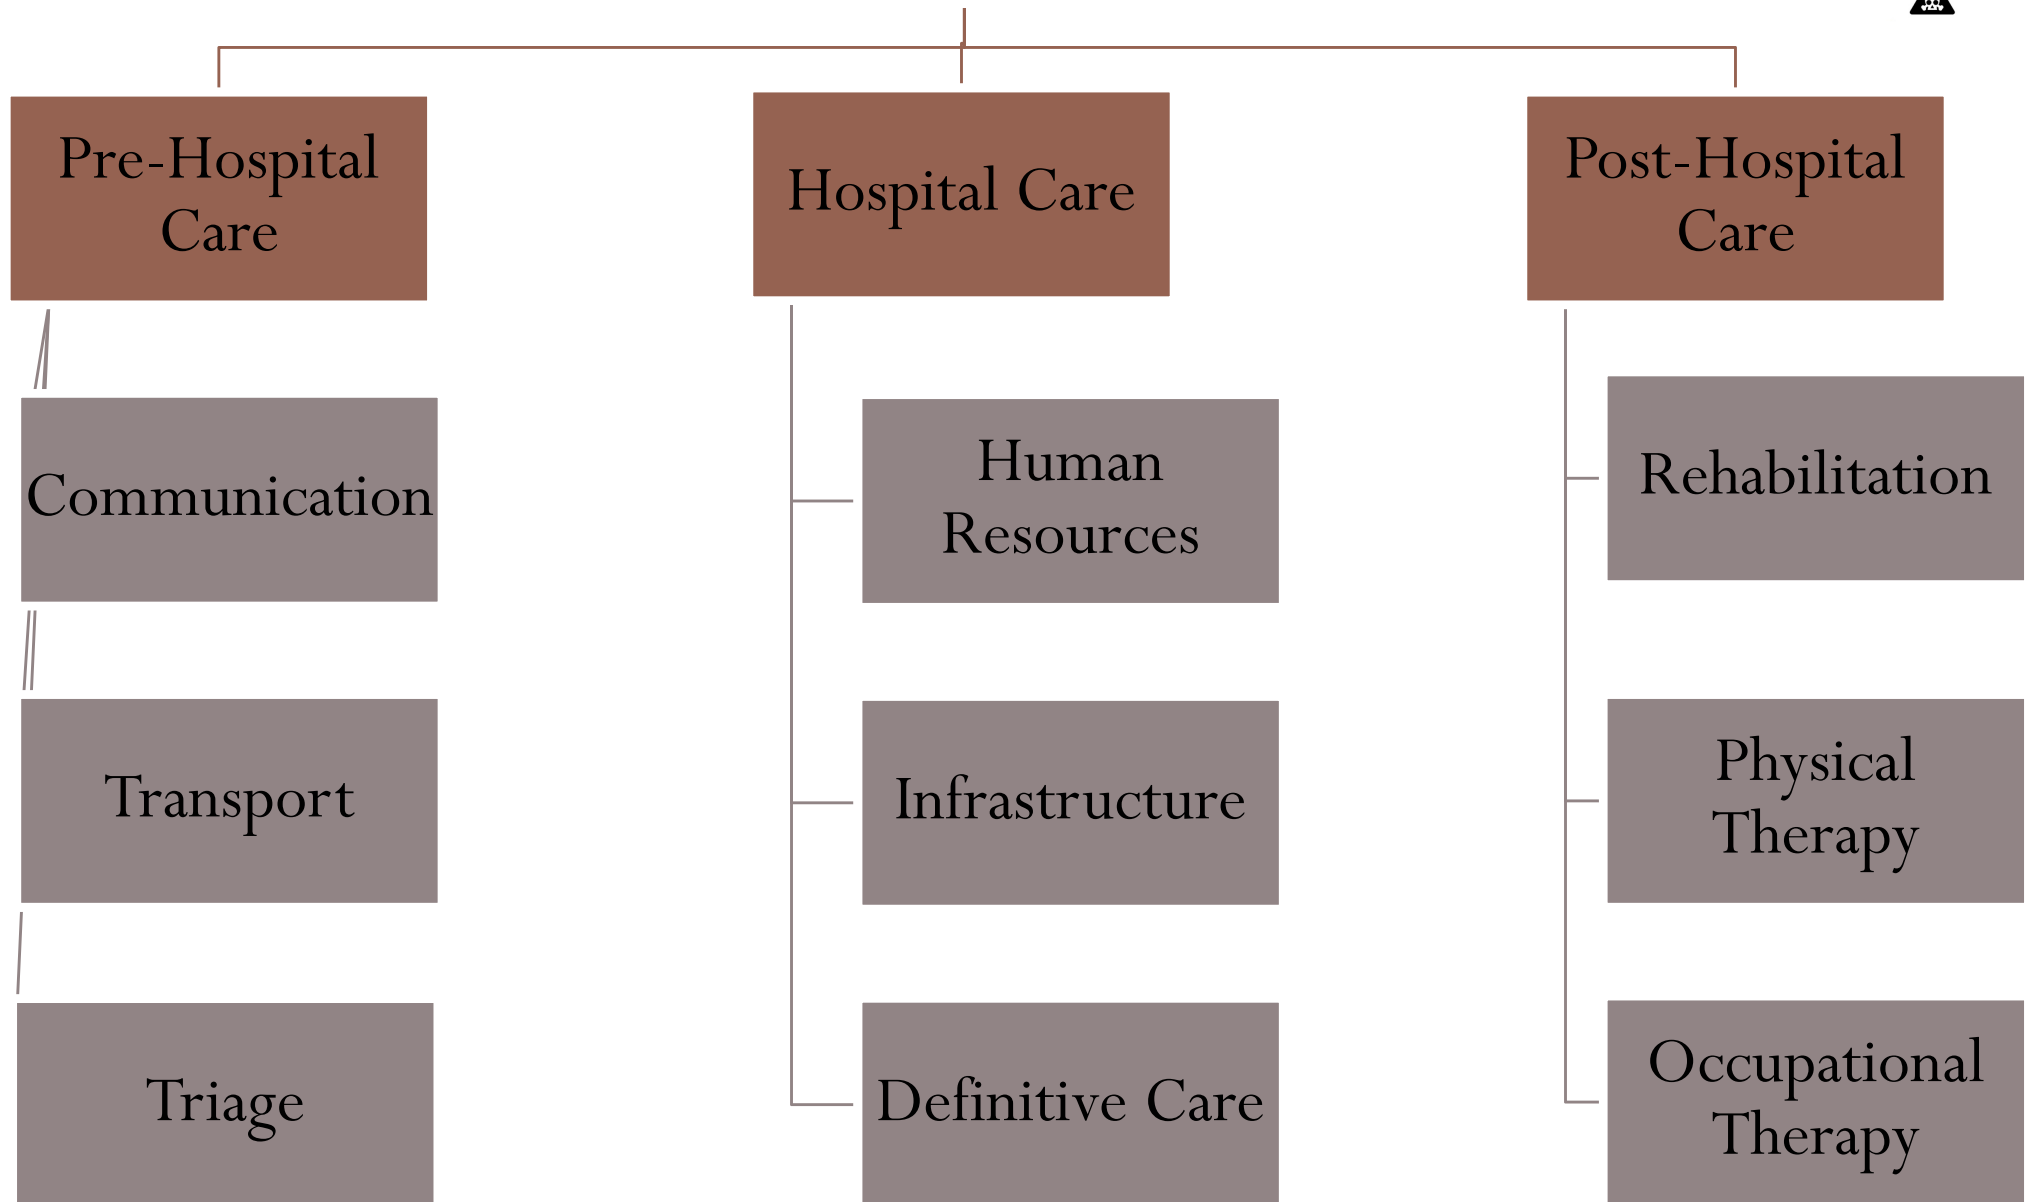 Pre-Hospital
Care
Communication
Transport
Triage
Hospital Care
Human
Resources
Infrastructure
Definitive Care
Post-Hospital
Care
Rehabilitation
Physical
Therapy
Occupational
Therapy